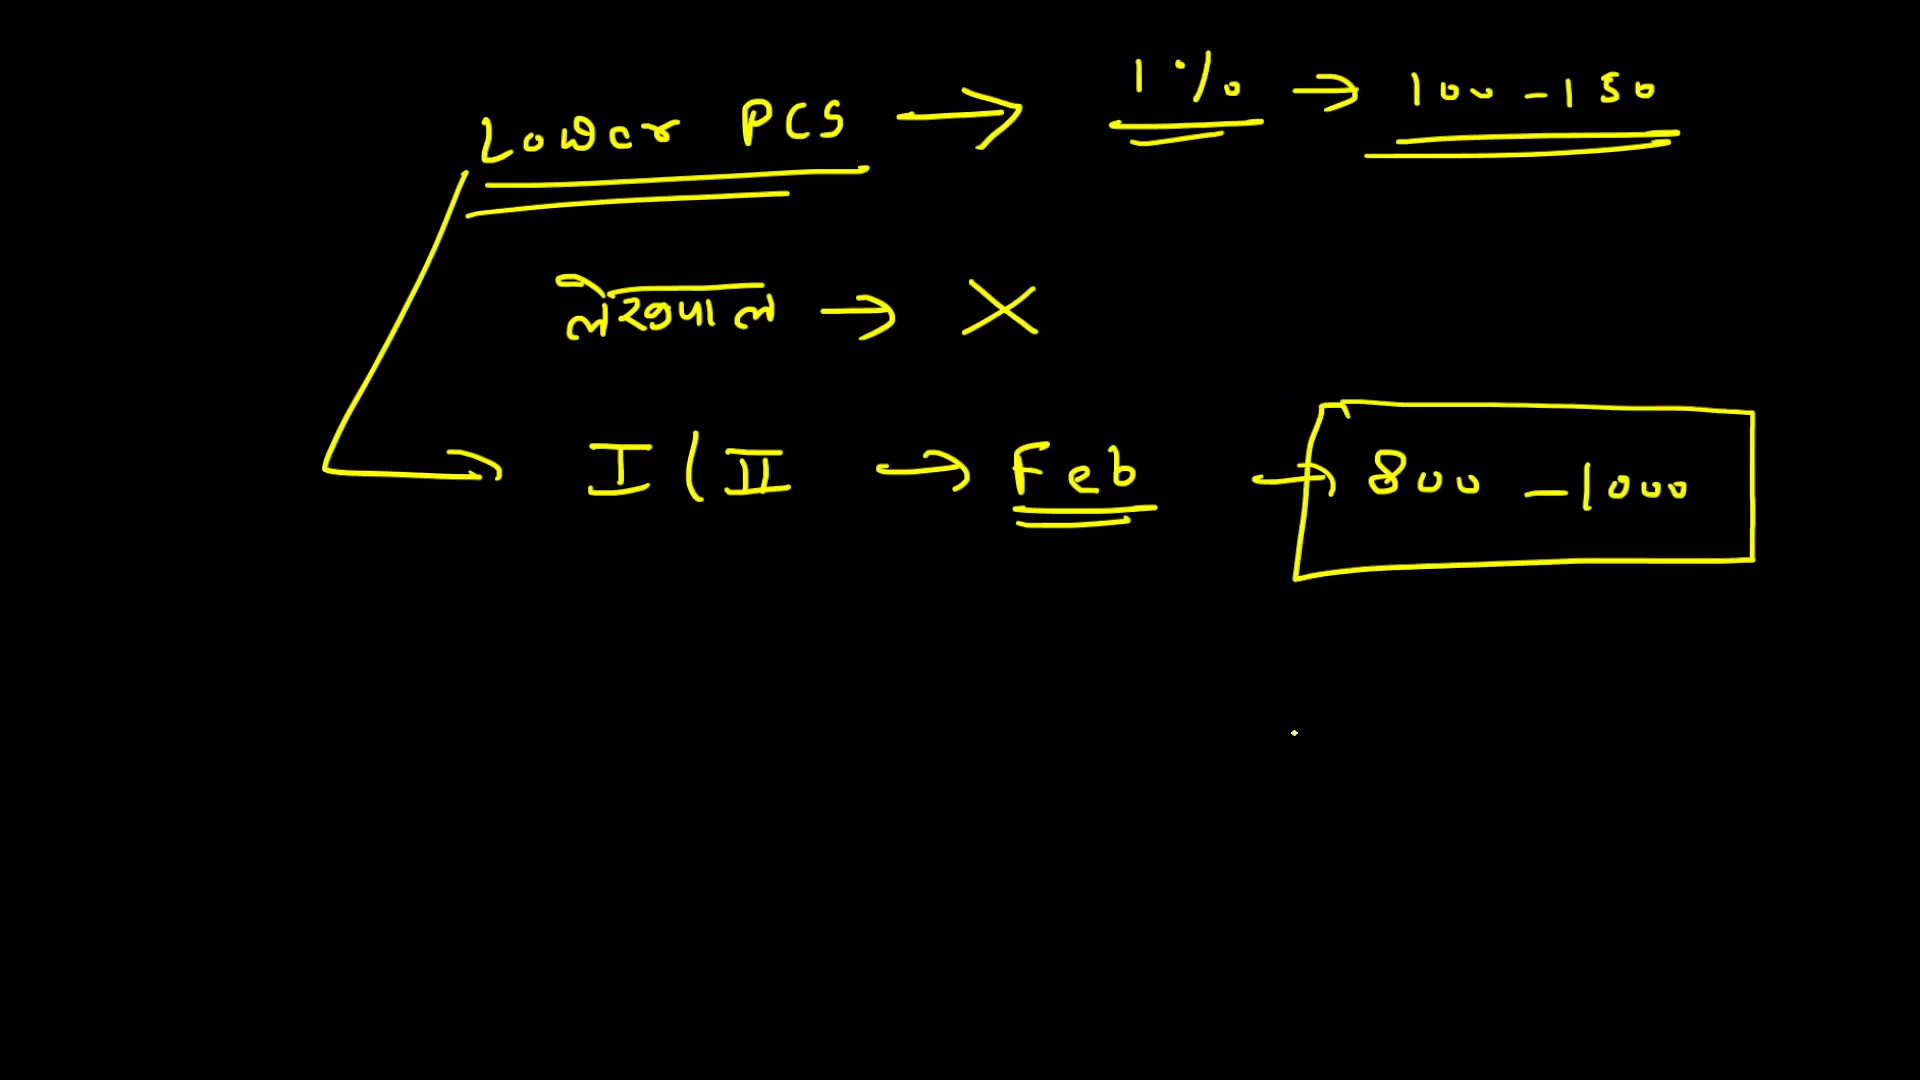 Lower PCS → 1% → 100-150
लेखपाल → X
→ I ( II → Feb → 800-1000